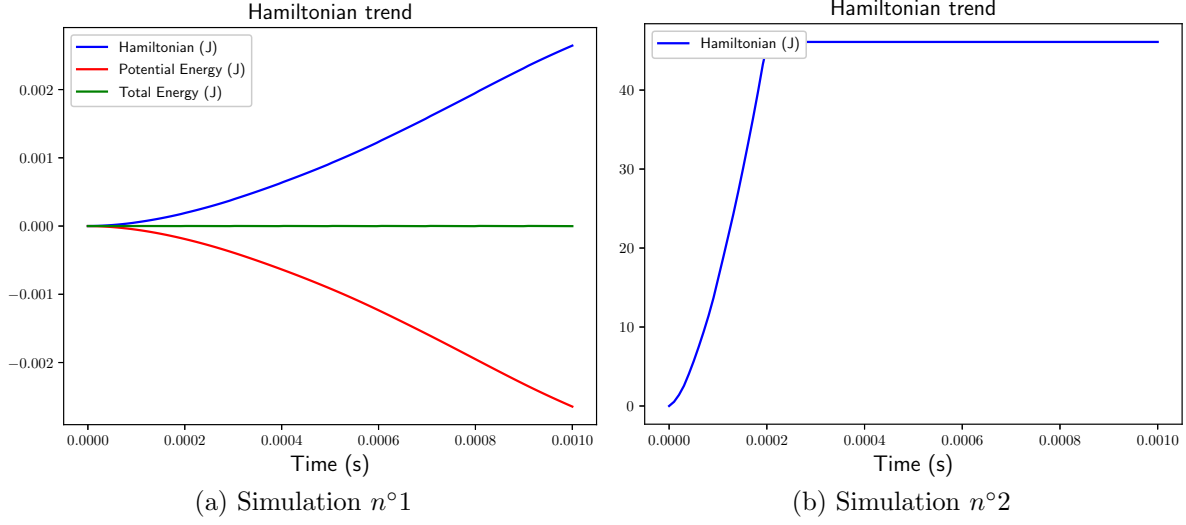 Hamiltonian trend
Hamiltonian (J)
Potential Energy (J)
Total Energy (J)
0.002
0.001
0.000
−0.001
−0.002
0.0000 0.0002 0.0004 0.0006 0.0008 0.0010
Time (s)
(a) Simulation n°1
Hamiltonian trend
Hamiltonian (J)
40
30
20
10
0
0.0000 0.0002 0.0004 0.0006 0.0008 0.0010
Time (s)
(b) Simulation n°2